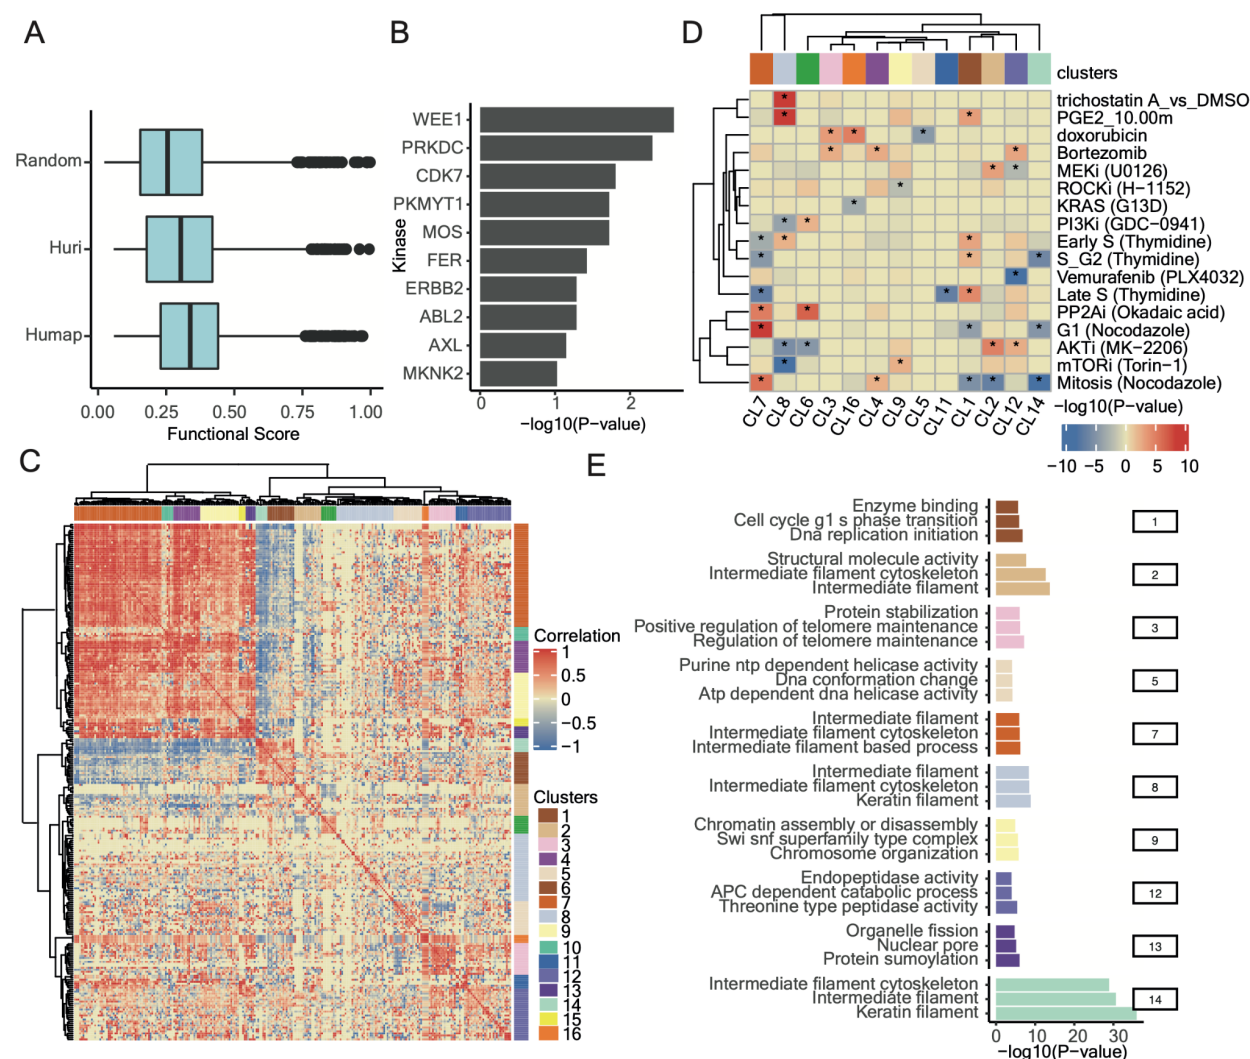 A
Random
Huri
Humap
0.00 0.25 0.50 0.75 1.00
Functional Score
B
Kinase
WEE1
PRKDC
CDK7
PKMYT1
MOS
FER
ERBB2
ABL2
AXL
MKNK2
0 1 2
−log10(P−value)
D
clusters
* trichostatin A_vs_DMSO
* * PGE2_10.00m
* * * doxorubicin
* * * Bortezomib
* * MEKi (U0126)
* ROCKi (H−1152)
* KRAS (G13D)
* * PI3Ki (GDC−0941)
* * * Early S (Thymidine)
* * * S_G2 (Thymidine)
* Vemurafenib (PLX4032)
* * * Late S (Thymidine)
* * PP2Ai (Okadaic acid)
* * * G1 (Nocodazole)
* * * * AKTi (MK−2206)
* * mTORi (Torin−1)
* * * * * Mitosis (Nocodazole)
CL7 CL8 CL6 CL3 CL16 CL4 CL9 CL5 CL11 CL1 CL2 CL12 CL14
−log10(P−value)
−10 −5 0 5 10
C
Correlation
1
0.5
0
−0.5
−1
Clusters
1
2
3
4
5
6
7
8
9
10
11
12
13
14
15
16
E
Enzyme binding
Cell cycle g1 s phase transition
Dna replication initiation
1
Structural molecule activity
Intermediate filament cytoskeleton
Intermediate filament
2
Protein stabilization
Positive regulation of telomere maintenance
Regulation of telomere maintenance
3
Purine ntp dependent helicase activity
Dna conformation change
Atp dependent dna helicase activity
5
Intermediate filament
Intermediate filament cytoskeleton
Intermediate filament based process
7
Intermediate filament
Intermediate filament cytoskeleton
Keratin filament
8
Chromatin assembly or disassembly
Swi snf superfamily type complex
Chromosome organization
9
Endopeptidase activity
APC dependent catabolic process
Threonine type peptidase activity
12
Organelle fission
Nuclear pore
Protein sumoylation
13
Intermediate filament cytoskeleton
Intermediate filament
Keratin filament
14
0 10 20 30
−log10(P−value)